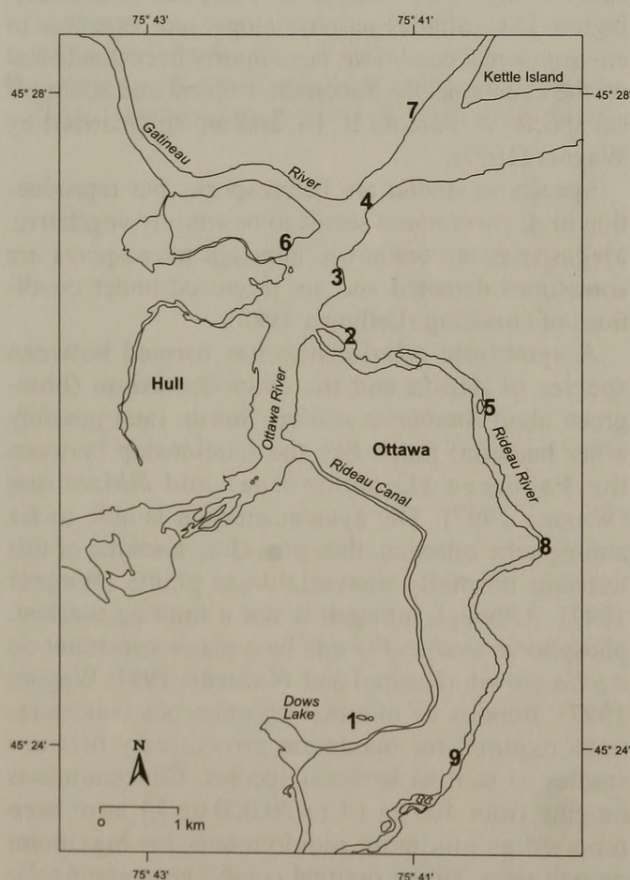 75° 43'
75° 41'
Kettle Island
45° 28'
45° 28'
7
Gatineau
River
4
6
3
2
Hull
Ottawa River
5
Ottawa
Rideau River
Rideau Canal
8
Dows
Lake
1
45° 24'
45° 24'
N
9
0
1 km
75° 43'
75° 41'